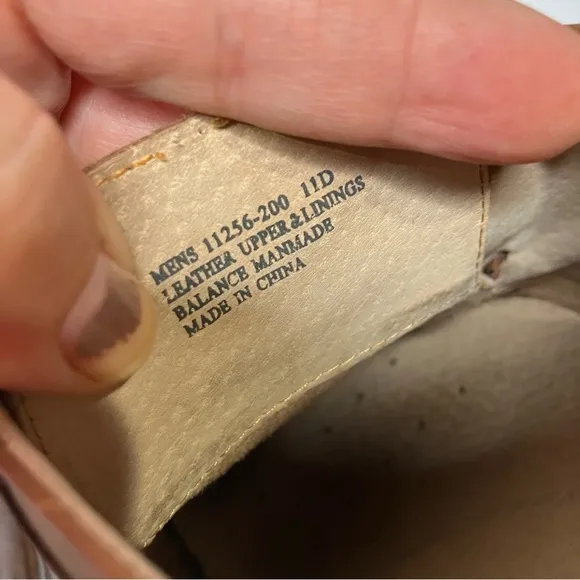 MENS 11256-200 11D
LEATHER UPPER & LININGS
BALANCE MANMADE
MADE IN CHINA